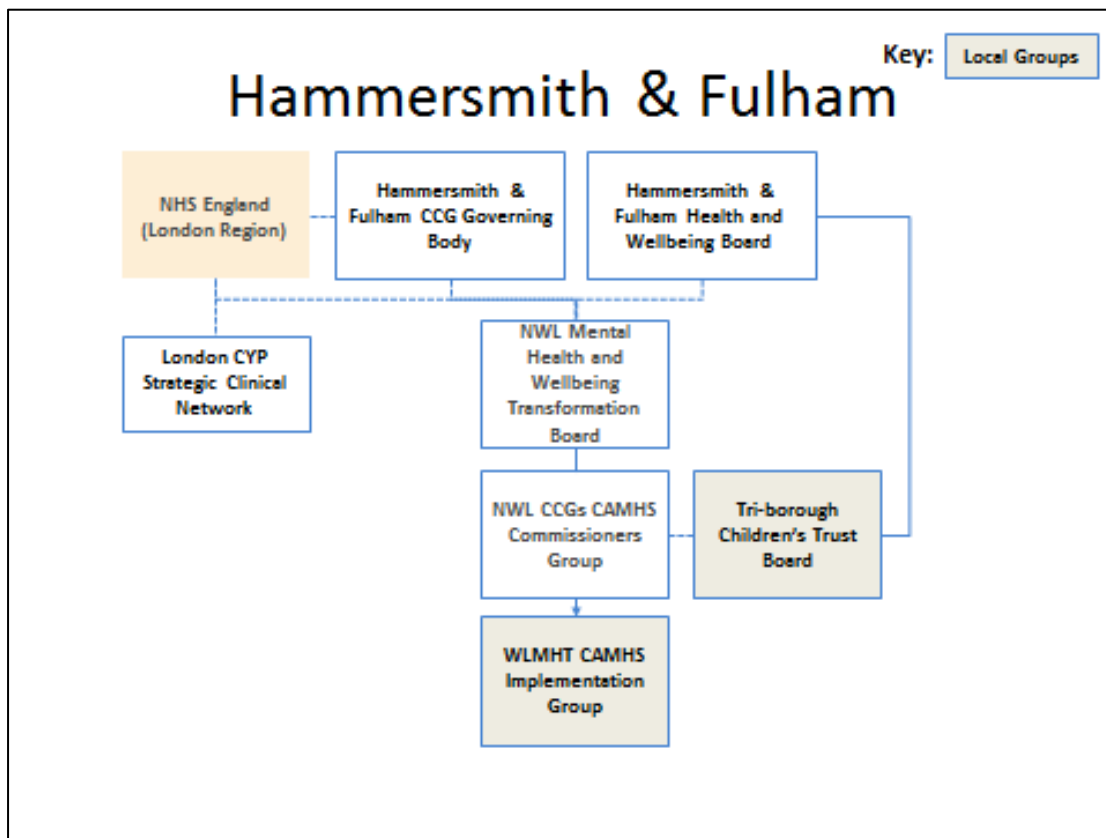 Key:
Local Groups
Hammersmith & Fulham
NHS England
(London Region)
Hammersmith &
Fulham CCG Governing
Body
Hammersmith &
Fulham Health and
Wellbeing Board
London CYP
Strategic Clinical
Network
NWL Mental
Health and
Wellbeing
Transformation
Board
NWL CCGs CAMHS
Commissioners
Group
Tri-borough
Children's Trust
Board
WLMHT CAMHS
Implementation
Group